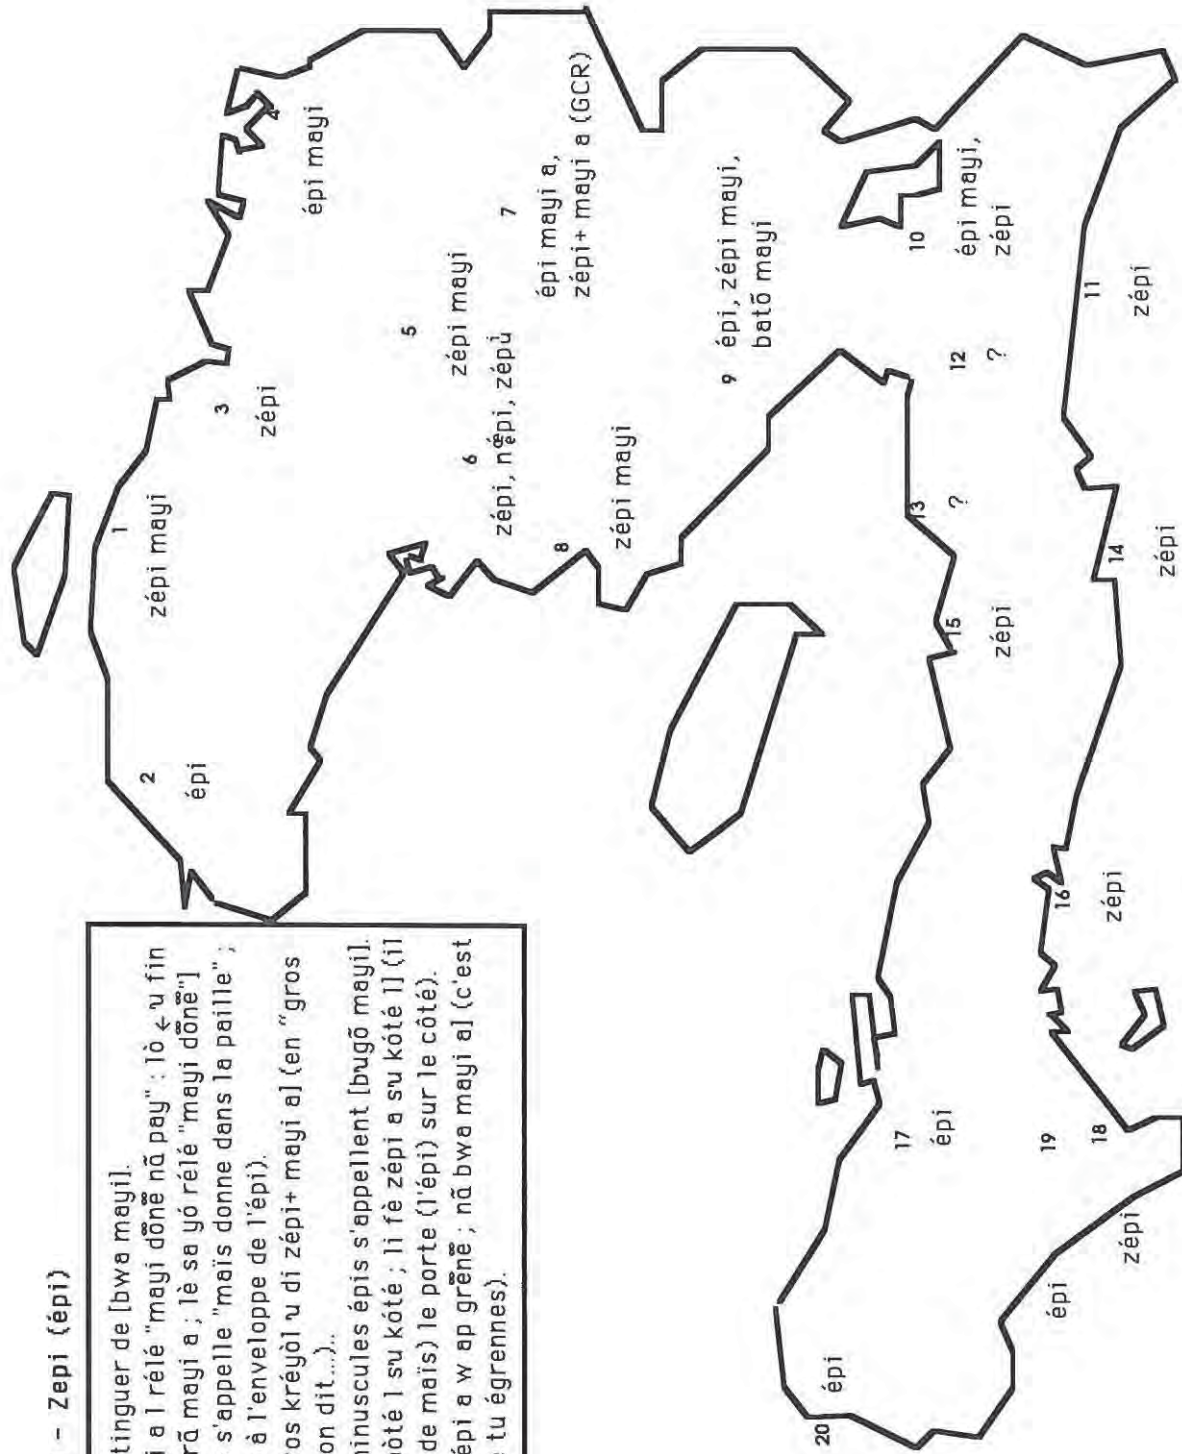 - Zepi (épi)
tinguer de [bwa mayi].
i a l rélé "mayi dõnẽ nã pay" : lò
u fin
rã mayi a ; lè sa yó rélé "mayi dõnẽ"]
s'appelle "maïs donne dans la paille" ;
à l'enveloppe de l'épi).
os kréyòl u di zépi+ mayi a] (en "gros
on dit...)..
minuscules épis s'appellent [bugõ mayi].
òté l su kóté ; li fè zépi a su kóté l] (il
de maïs) le porte (l'épi) sur le côté).
épi a w ap grẽnẽ ; nã bwa mayi a] (c'est
e tu égrennes).
1
zépi mayi
2
épi
3
zépi
4
épi mayi
5
zépi mayi
6
zépi,
zépu
7
épi mayi a,
zépi+ mayi a (GCR)
8
zépi mayi
9 épi, zépi mayi,
batõ mayi
10
épi mayi,
zépi
11
zépi
12
?
13
?
14
zépi
15
zépi
16
zépi
17
épi
18
zépi
19
épi
20
épi